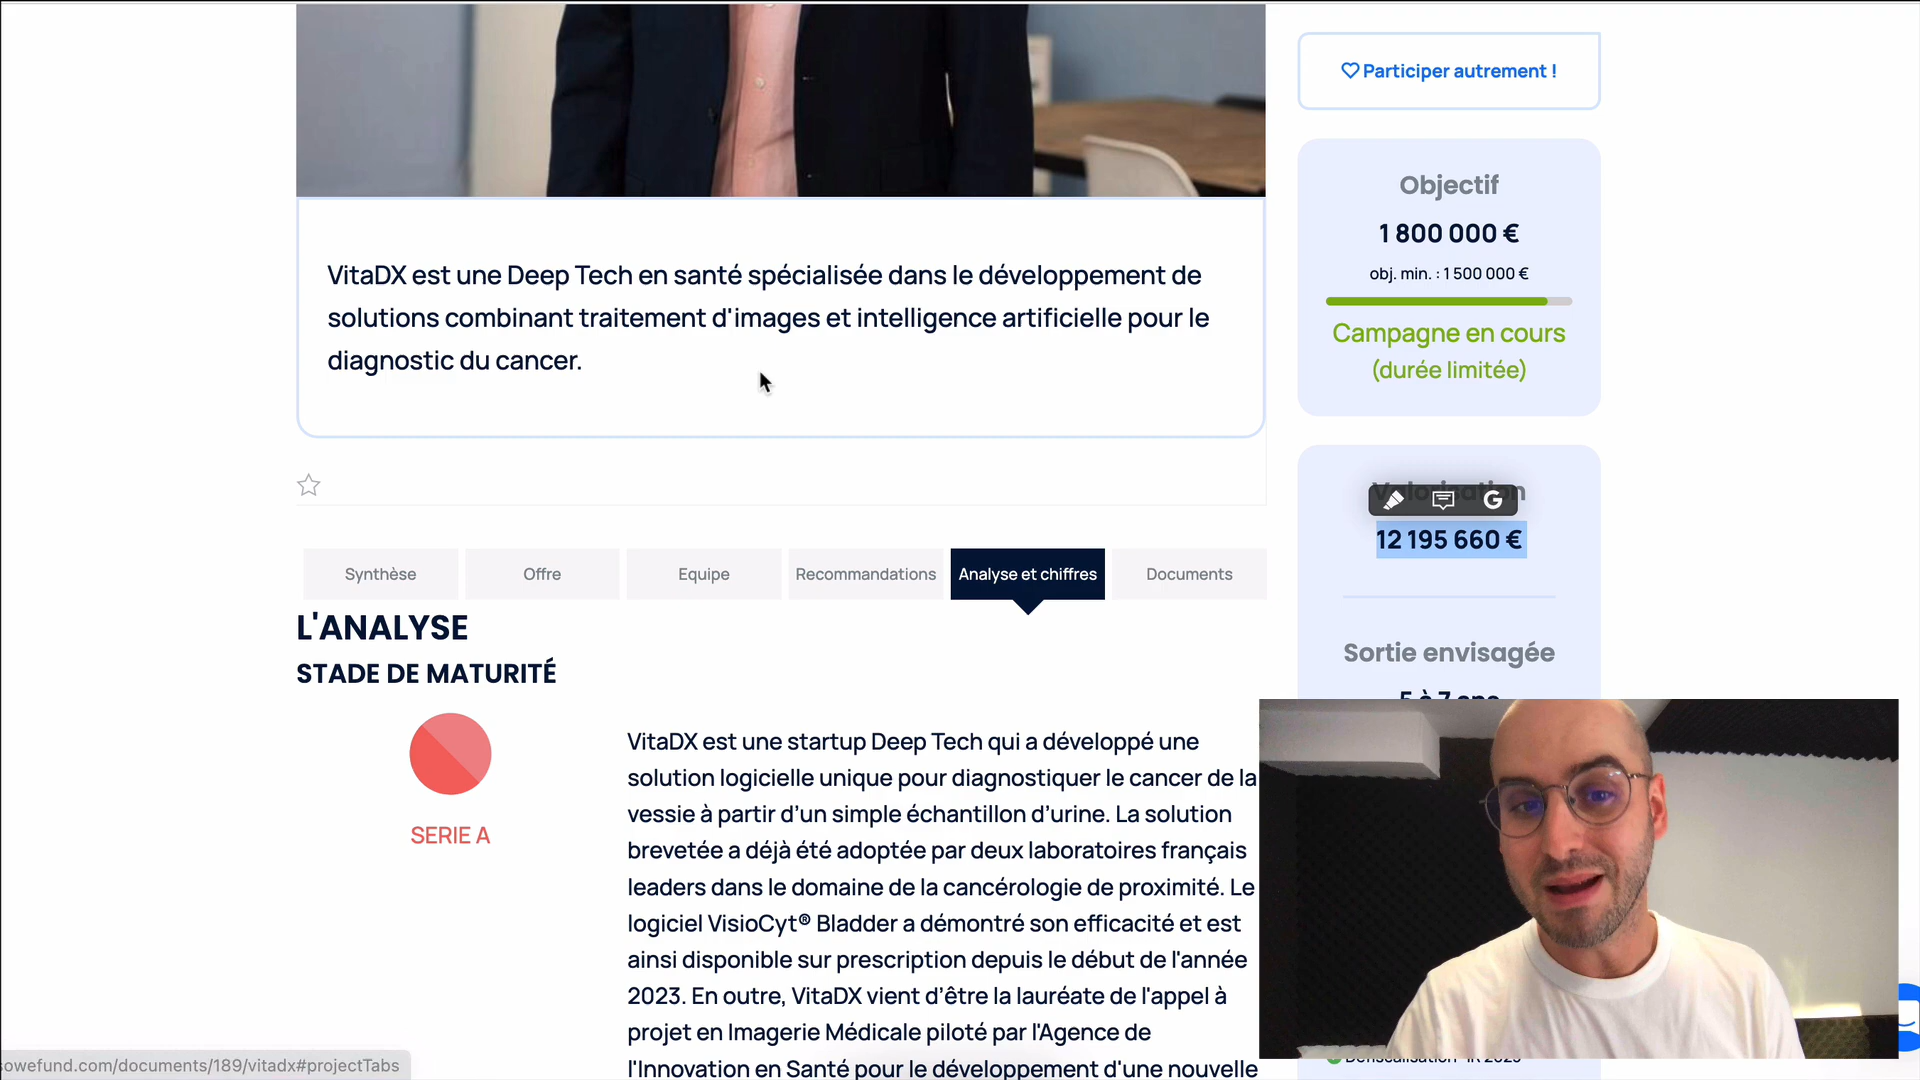 VitaDX est une Deep Tech en santé spécialisée dans le développement de
solutions combinant traitement d'images et intelligence artificielle pour le
diagnostic du cancer.
Synthèse
Offre
Equipe
Recommandations
Analyse et chiffres
Documents
L'ANALYSE
STADE DE MATURITÉ
SERIE A
VitaDX est une startup Deep Tech qui a développé une
solution logicielle unique pour diagnostiquer le cancer de la
vessie à partir d’un simple échantillon d’urine. La solution
brevetée a déjà été adoptée par deux laboratoires français
leaders dans le domaine de la cancérologie de proximité. Le
logiciel VisioCyt® Bladder a démontré son efficacité et est
ainsi disponible sur prescription depuis le début de l'année
2023. En outre, VitaDX vient d’être la lauréate de l'appel à
projet en Imagerie Médicale piloté par l'Agence de
l'Innovation en Santé pour le développement d'une nouvelle
Participer autrement !
Objectif
1 800 000 €
obj. min. : 1 500 000 €
Campagne en cours
(durée limitée)
Valorisation
12 195 660 €
Sortie envisagée
5 à 7 ans
sowefund.com/documents/189/vitadx#projectTabs